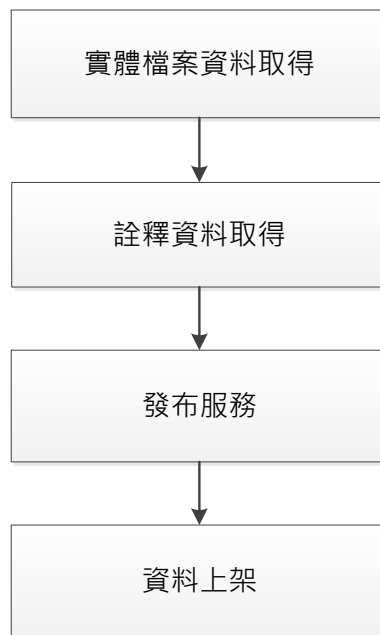 實體檔案資料取得
詮釋資料取得
發布服務
資料上架